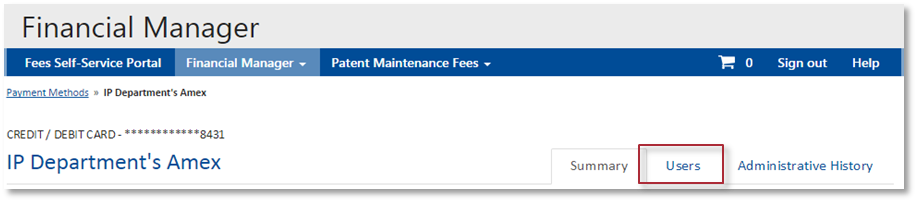 Financial Manager
Fees Self-Service Portal Financial Manager Patent Maintenance Fees 0 Sign out Help
Payment Methods » IP Department's Amex
CREDIT / DEBIT CARD - ************8431
IP Department's Amex Summary Users Administrative History